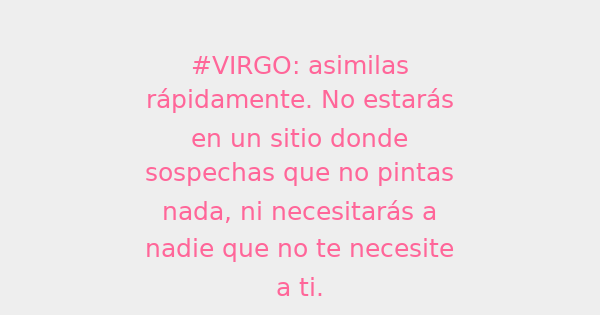 #VIRGO: asimilas
rápidamente. No estarás
en un sitio donde
sospechas que no pintas
nada, ni necesitarás a
nadie que no te necesite
a ti.